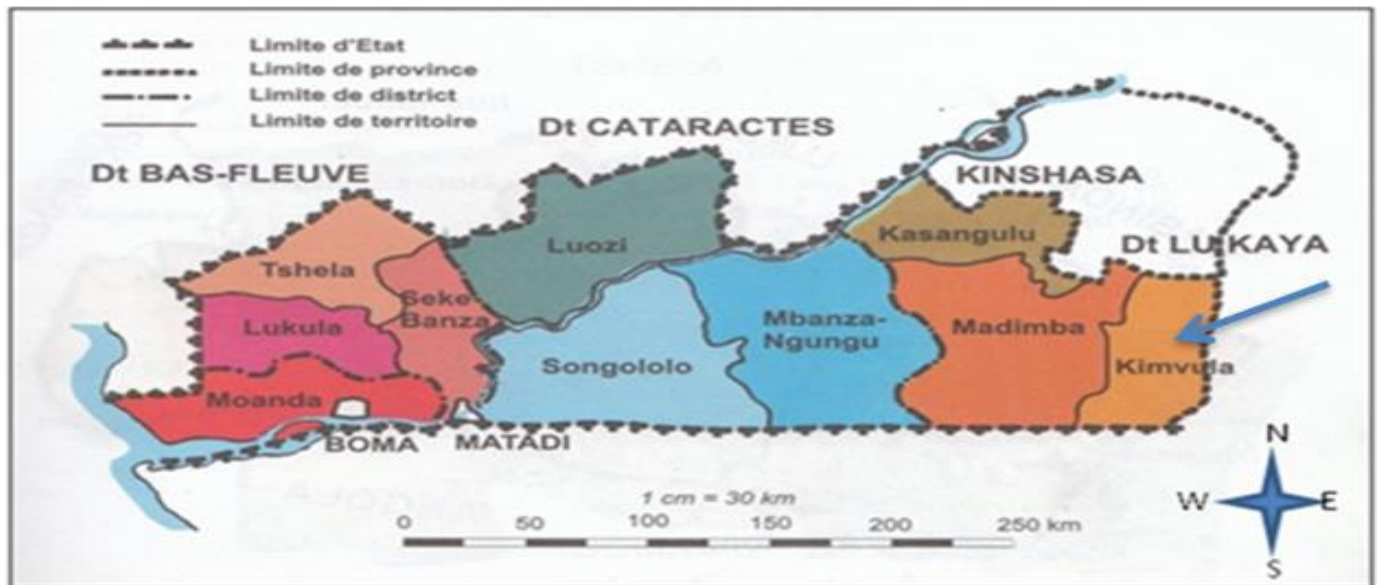 Limite d'Etat
Limite de province
Limite de district
Limite de territoire
Dt CATARACTES
Dt BAS-FLEUVE
KINSHASA
Kasangulu
Dt LUKAYA
Luozi
Tshela
Seke-
Banza
Lukula
Mbanza-
Ngungu
Madimba
Songololo
Kimvula
Moanda
BOMA
MATADI
N
1 cm = 30 km
W
E
0 50 100 150 200 250 km
S